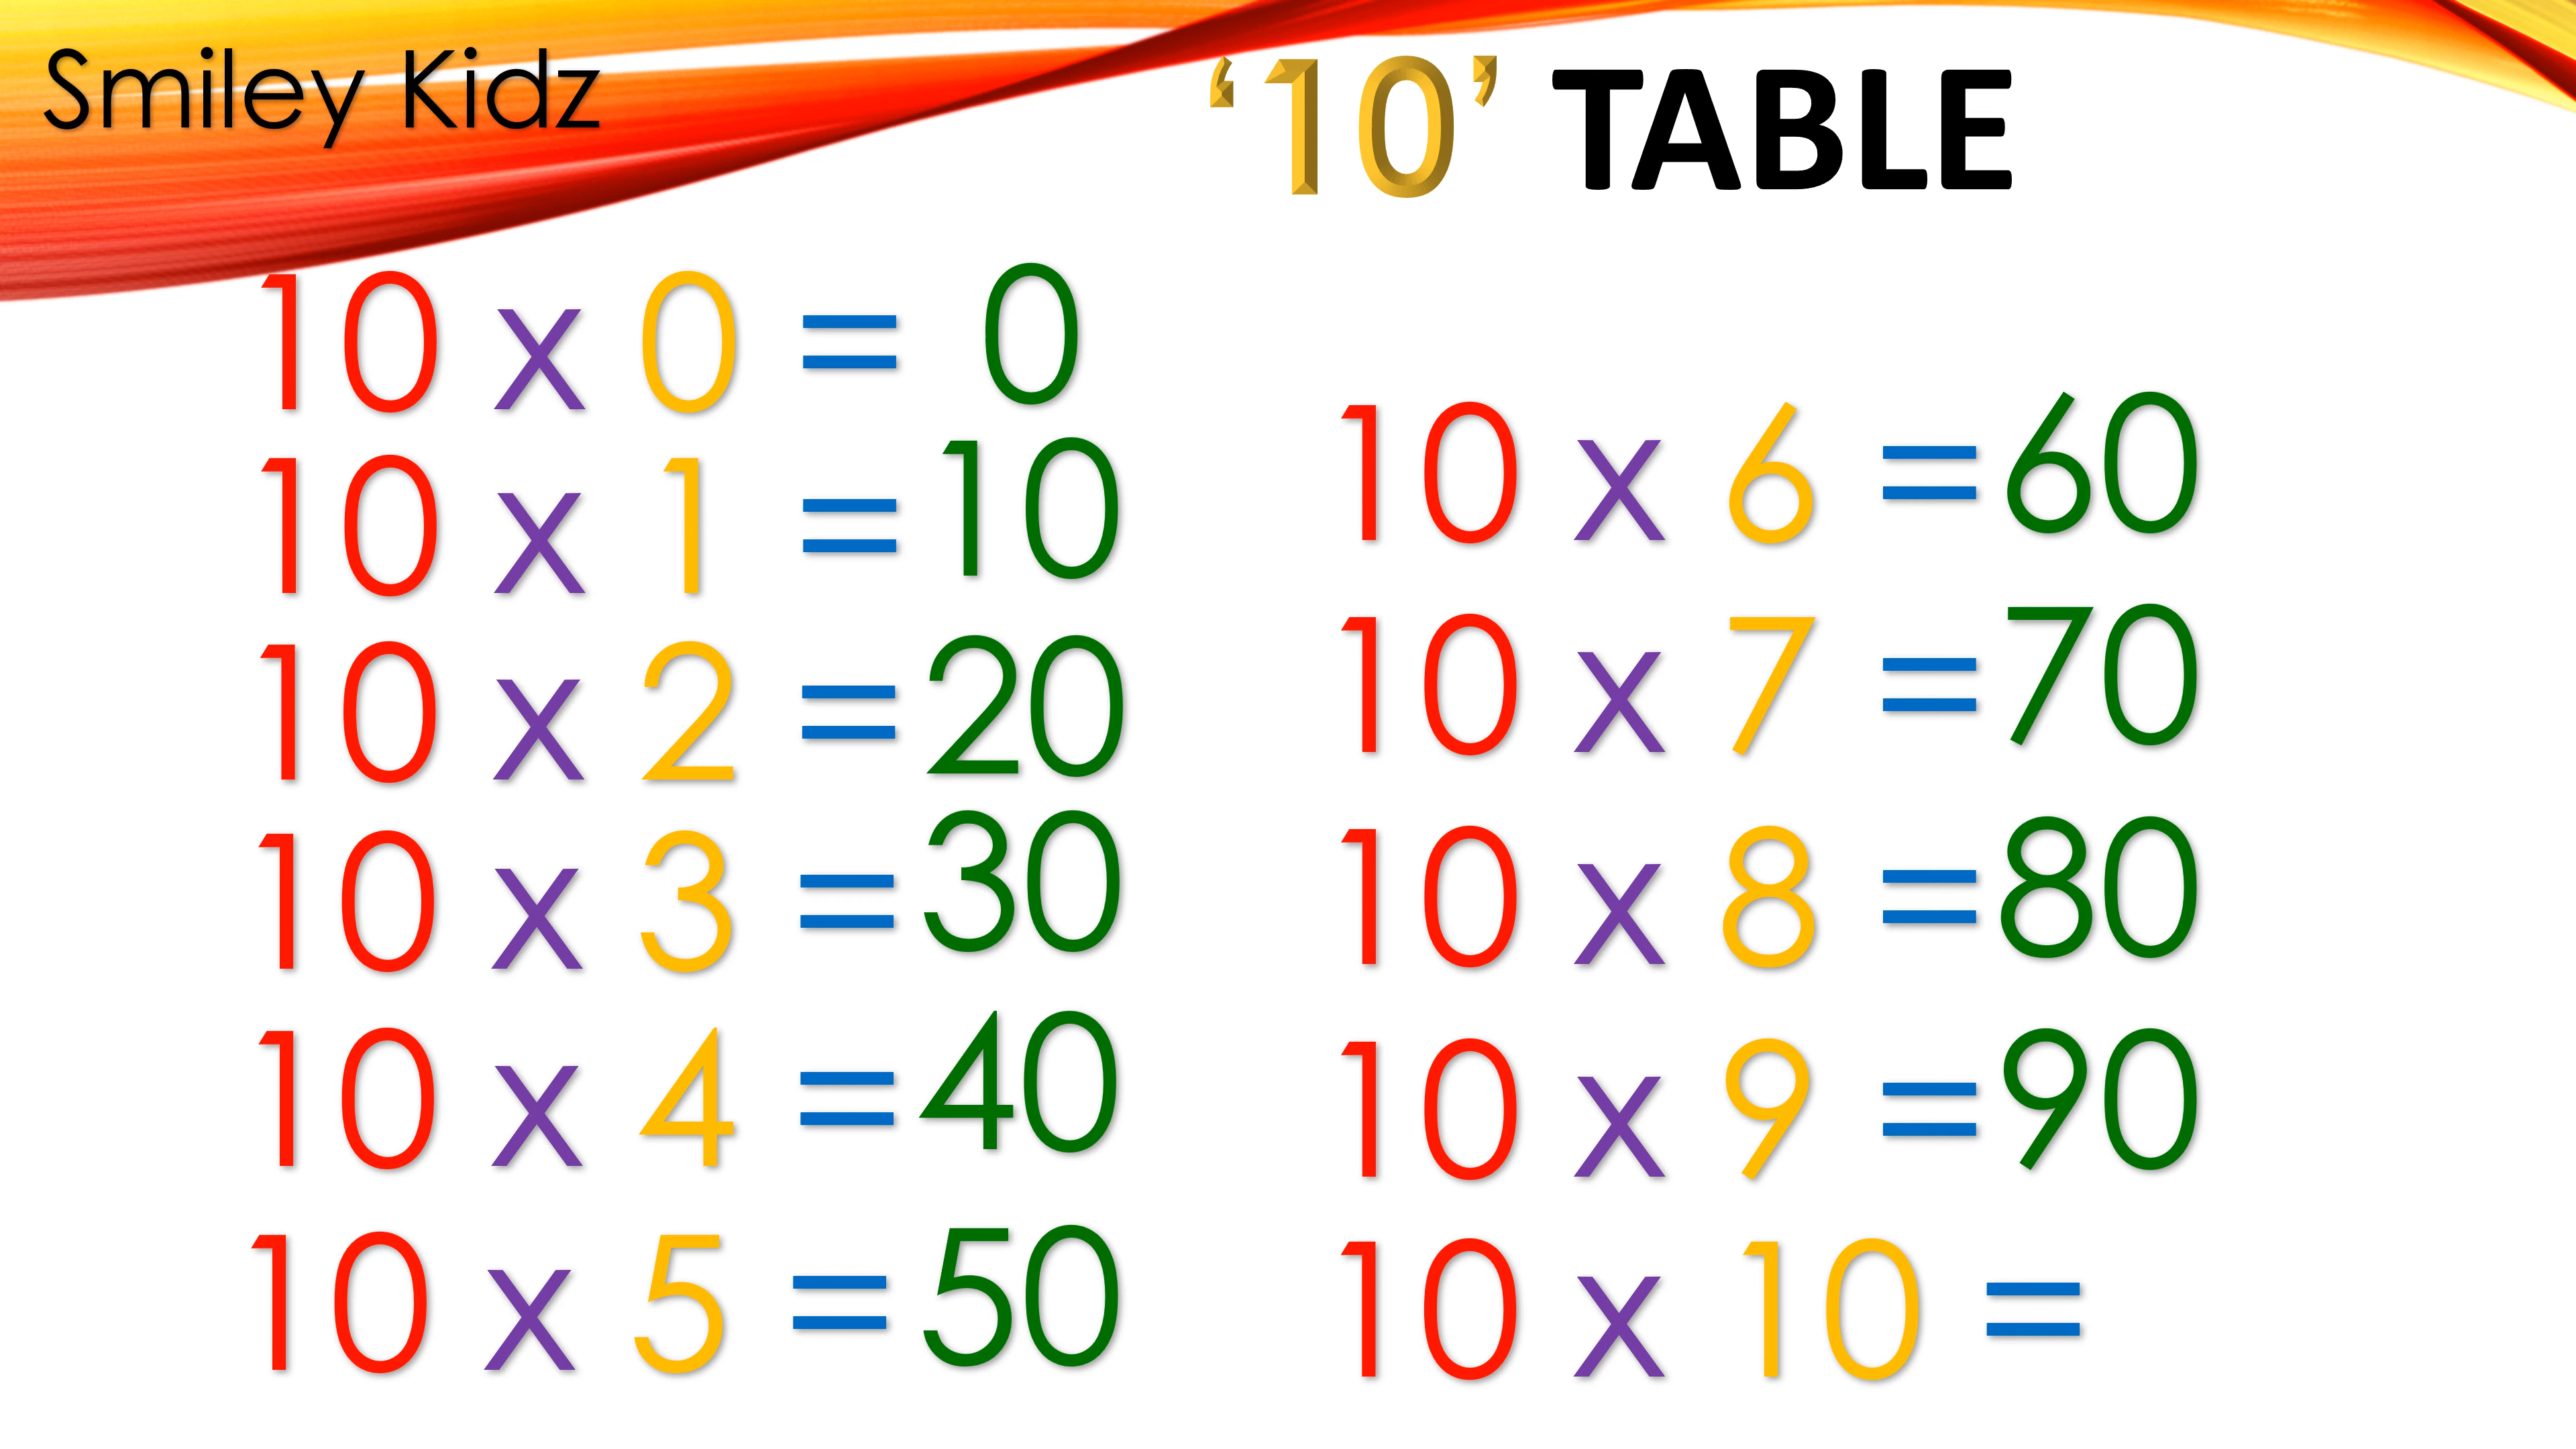 Smiley Kidz
‘10’ TABLE
10 x 0 = 0
10 x 1 = 10
10 x 2 = 20
10 x 3 = 30
10 x 4 = 40
10 x 5 = 50
10 x 6 = 60
10 x 7 = 70
10 x 8 = 80
10 x 9 = 90
10 x 10 =